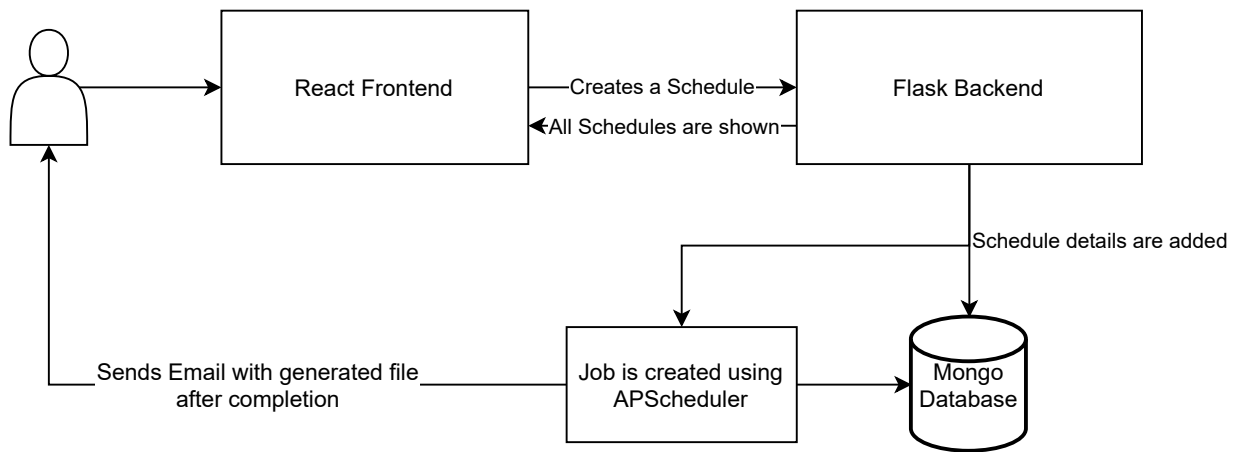 React Frontend
Creates a Schedule
Flask Backend
All Schedules are shown
Schedule details are added
Sends Email with generated file
after completion
Job is created using
APScheduler
Mongo
Database